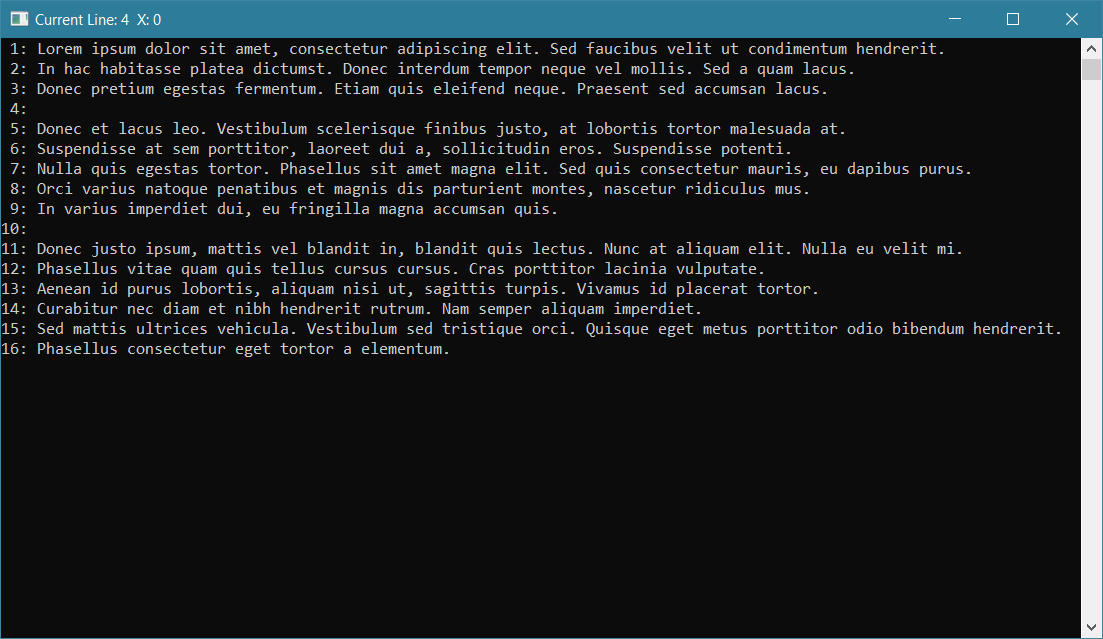 Current Line: 4  X: 0
 1: Lorem ipsum dolor sit amet, consectetur adipiscing elit. Sed faucibus velit ut condimentum hendrerit.
 2: In hac habitasse platea dictumst. Donec interdum tempor neque vel mollis. Sed a quam lacus.
 3: Donec pretium egestas fermentum. Etiam quis eleifend neque. Praesent sed accumsan lacus.
 4:
 5: Donec et lacus leo. Vestibulum scelerisque finibus justo, at lobortis tortor malesuada at.
 6: Suspendisse at sem porttitor, laoreet dui a, sollicitudin eros. Suspendisse potenti.
 7: Nulla quis egestas tortor. Phasellus sit amet magna elit. Sed quis consectetur mauris, eu dapibus purus.
 8: Orci varius natoque penatibus et magnis dis parturient montes, nascetur ridiculus mus.
 9: In varius imperdiet dui, eu fringilla magna accumsan quis.
10:
11: Donec justo ipsum, mattis vel blandit in, blandit quis lectus. Nunc at aliquam elit. Nulla eu velit mi.
12: Phasellus vitae quam quis tellus cursus cursus. Cras porttitor lacinia vulputate.
13: Aenean id purus lobortis, aliquam nisi ut, sagittis turpis. Vivamus id placerat tortor.
14: Curabitur nec diam et nibh hendrerit rutrum. Nam semper aliquam imperdiet.
15: Sed mattis ultrices vehicula. Vestibulum sed tristique orci. Quisque eget metus porttitor odio bibendum hendrerit.
16: Phasellus consectetur eget tortor a elementum.